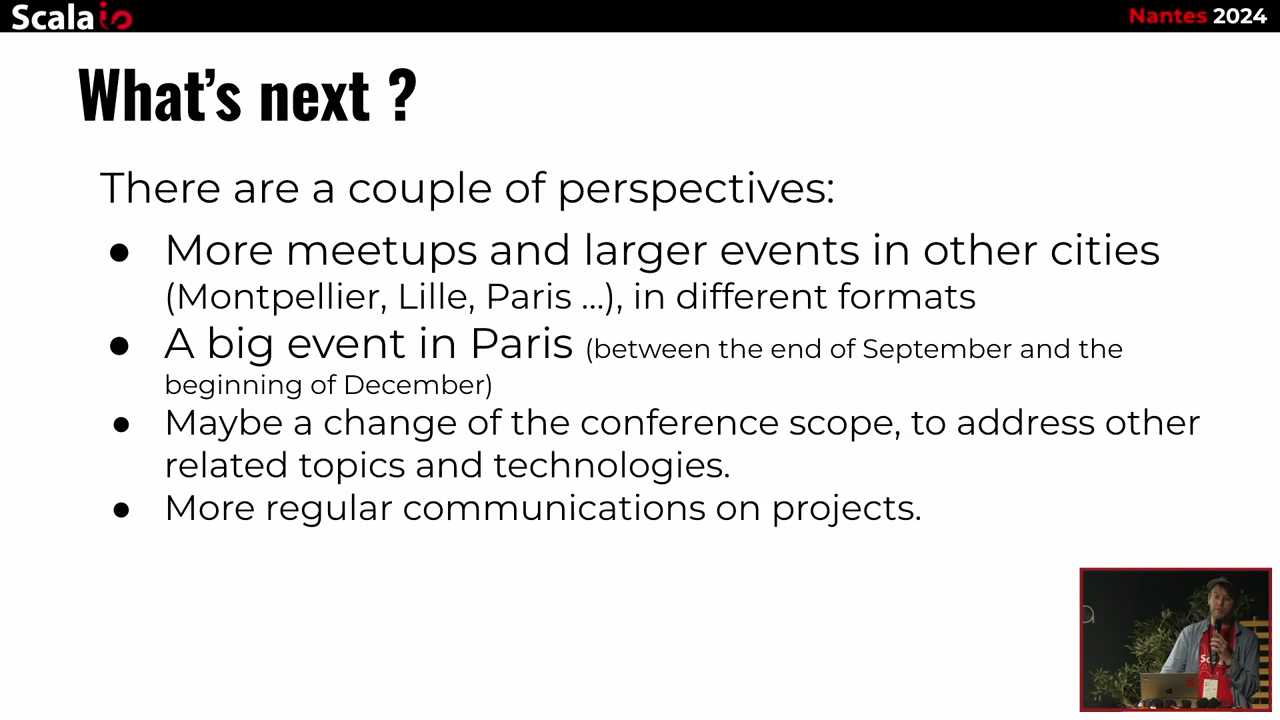 Scala io
Nantes 2024
What's next ?
There are a couple of perspectives:
● More meetups and larger events in other cities
(Montpellier, Lille, Paris ...), in different formats
● A big event in Paris (between the end of September and the
beginning of December)
● Maybe a change of the conference scope, to address other
related topics and technologies.
● More regular communications on projects.